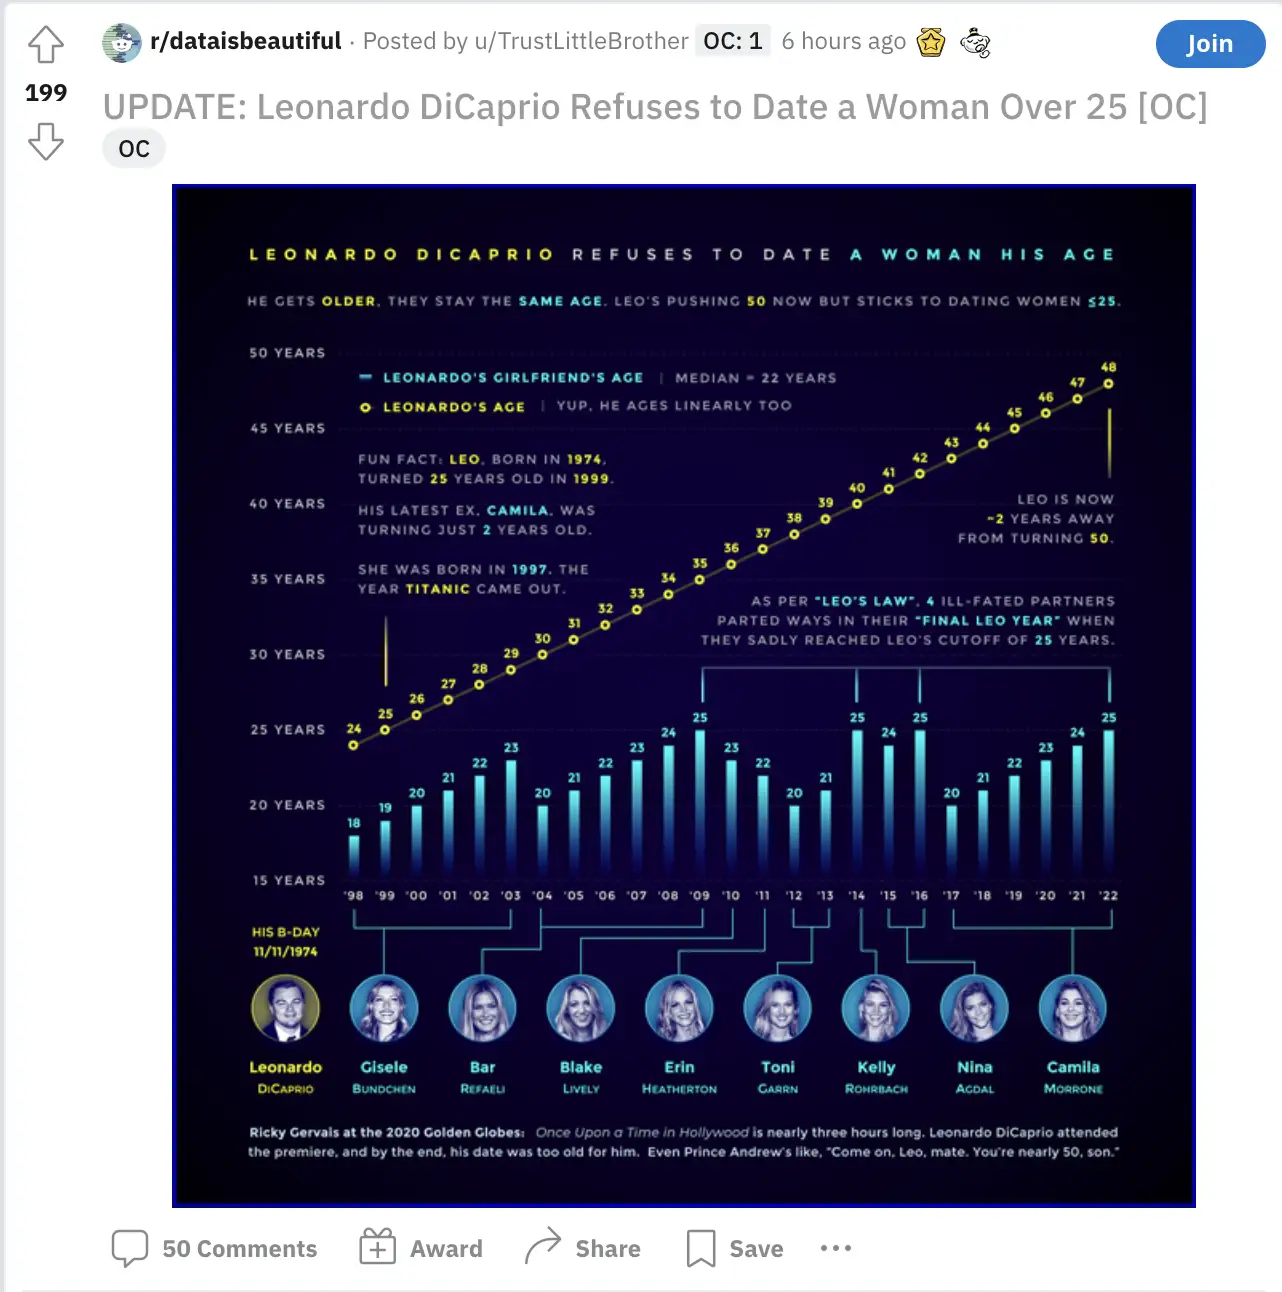 r/dataisbeautiful · Posted by u/TrustLittleBrother OC: 1 6 hours ago
Join
199
UPDATE: Leonardo DiCaprio Refuses to Date a Woman Over 25 [OC]
OC
LEONARDO DICAPRIO REFUSES TO DATE A WOMAN HIS AGE
HE GETS OLDER, THEY STAY THE SAME AGE. LEO'S PUSHING 50 NOW BUT STICKS TO DATING WOMEN ≤25.
50 YEARS
LEONARDO'S GIRLFRIEND'S AGE | MEDIAN = 22 YEARS
LEONARDO'S AGE | YUP, HE AGES LINEARLY TOO
45 YEARS
FUN FACT: LEO, BORN IN 1974,
TURNED 25 YEARS OLD IN 1999.
40 YEARS
HIS LATEST EX, CAMILA, WAS
TURNING JUST 2 YEARS OLD.
35 YEARS
SHE WAS BORN IN 1997. THE
YEAR TITANIC CAME OUT.
LEO IS NOW
~2 YEARS AWAY
FROM TURNING 50.
AS PER "LEO'S LAW", 4 ILL-FATED PARTNERS
PARTED WAYS IN THEIR "FINAL LEO YEAR" WHEN
THEY SADLY REACHED LEO'S CUTOFF OF 25 YEARS.
30 YEARS
25 YEARS
20 YEARS
15 YEARS
24 25 26 27 28 29 30 31 32 33 34 35 36 37 38 39 40 41 42 43 44 45 46 47 48
18 19 20 21 22 23 20 21 22 23 24 25 23 22 20 21 25 24 25 20 21 22 23 24 25
'98 '99 '00 '01 '02 '03 '04 '05 '06 '07 '08 '09 '10 '11 '12 '13 '14 '15 '16 '17 '18 '19 '20 '21 '22
HIS B-DAY
11/11/1974
Leonardo Gisele Bar Blake Erin Toni Kelly Nina Camila
DICAPRIO BUNDCHEN REFAELI LIVELY HEATHERTON GARRN ROHRBACH AGDAL MORRONE
Ricky Gervais at the 2020 Golden Globes: Once Upon a Time in Hollywood is nearly three hours long. Leonardo DiCaprio attended
the premiere, and by the end, his date was too old for him. Even Prince Andrew's like, "Come on, Leo, mate. You're nearly 50, son."
50 Comments Award Share Save